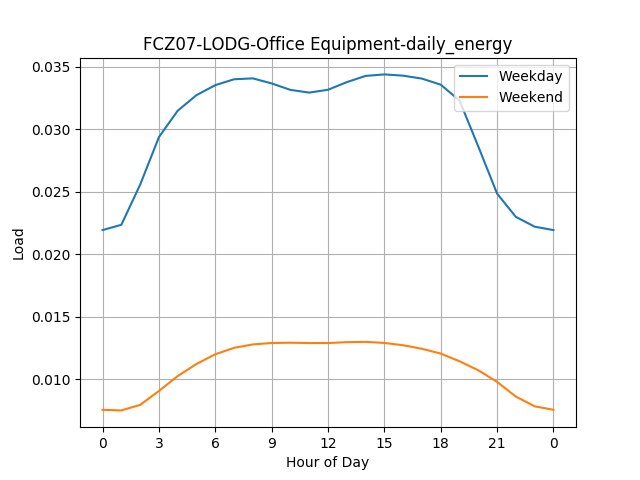 FCZ07-LODG-Office Equipment-daily_energy
Weekday
Weekend
Load
0.035
0.030
0.025
0.020
0.015
0.010
0 3 6 9 12 15 18 21 0
Hour of Day